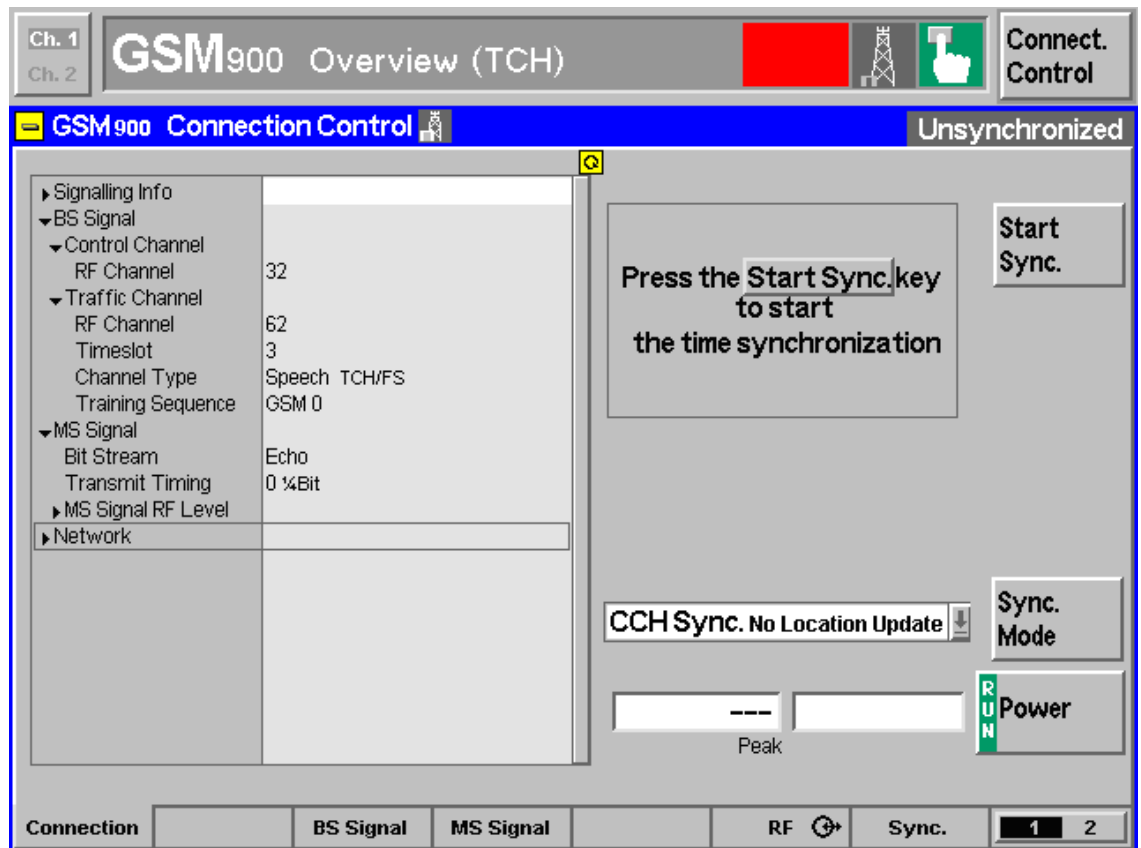 Ch. 1
Ch. 2
GSM900 Overview (TCH)
Connect.
Control
GSM900 Connection Control
Unsynchronized
Signalling Info
BS Signal
Control Channel
RF Channel 32
Traffic Channel
RF Channel 62
Timeslot 3
Channel Type Speech TCH/FS
Training Sequence GSM 0
MS Signal
Bit Stream Echo
Transmit Timing 0 ¼Bit
MS Signal RF Level
Network
Press the Start Sync. key
to start
the time synchronization
Start
Sync.
CCH Sync. No Location Update
Sync.
Mode
---
Peak
RUN
Power
Connection BS Signal MS Signal RF Sync. 1 2